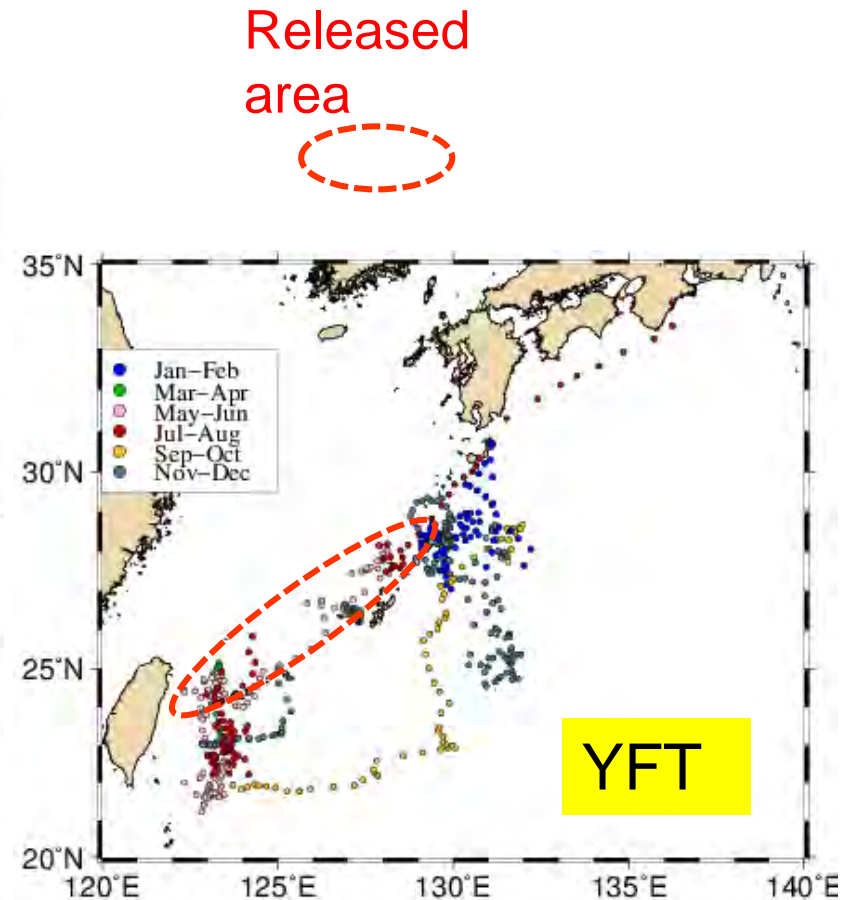 Released
area
35°N
Jan–Feb
Mar–Apr
May–Jun
Jul–Aug
Sep–Oct
Nov–Dec
30°N
25°N
YFT
20°N
120°E 125°E 130°E 135°E 140°E